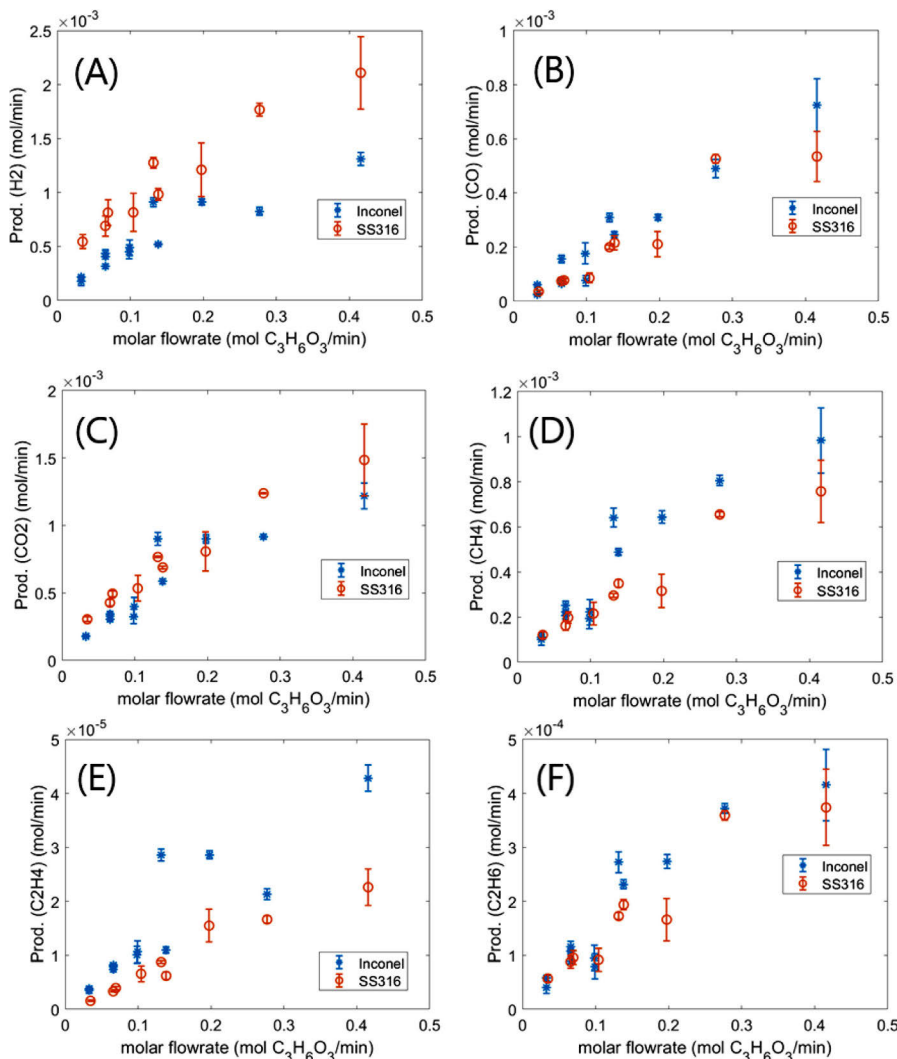 (A)
×10⁻³
2.5
2
1.5
1
0.5
0
0 0.1 0.2 0.3 0.4 0.5
Prod. (H2) (mol/min)
molar flowrate (mol C₃H₆O₃/min)
Inconel
SS316
(B)
×10⁻³
1
0.8
0.6
0.4
0.2
0
0 0.1 0.2 0.3 0.4 0.5
Prod. (CO) (mol/min)
molar flowrate (mol C₃H₆O₃/min)
Inconel
SS316
(C)
×10⁻³
2
1.5
1
0.5
0
0 0.1 0.2 0.3 0.4 0.5
Prod. (CO2) (mol/min)
molar flowrate (mol C₃H₆O₃/min)
Inconel
SS316
(D)
×10⁻³
1.2
1
0.8
0.6
0.4
0.2
0
0 0.1 0.2 0.3 0.4 0.5
Prod. (CH4) (mol/min)
molar flowrate (mol C₃H₆O₃/min)
Inconel
SS316
(E)
×10⁻⁵
5
4
3
2
1
0
0 0.1 0.2 0.3 0.4 0.5
Prod. (C2H4) (mol/min)
molar flowrate (mol C₃H₆O₃/min)
Inconel
SS316
(F)
×10⁻⁴
5
4
3
2
1
0
0 0.1 0.2 0.3 0.4 0.5
Prod. (C2H6) (mol/min)
molar flowrate (mol C₃H₆O₃/min)
Inconel
SS316